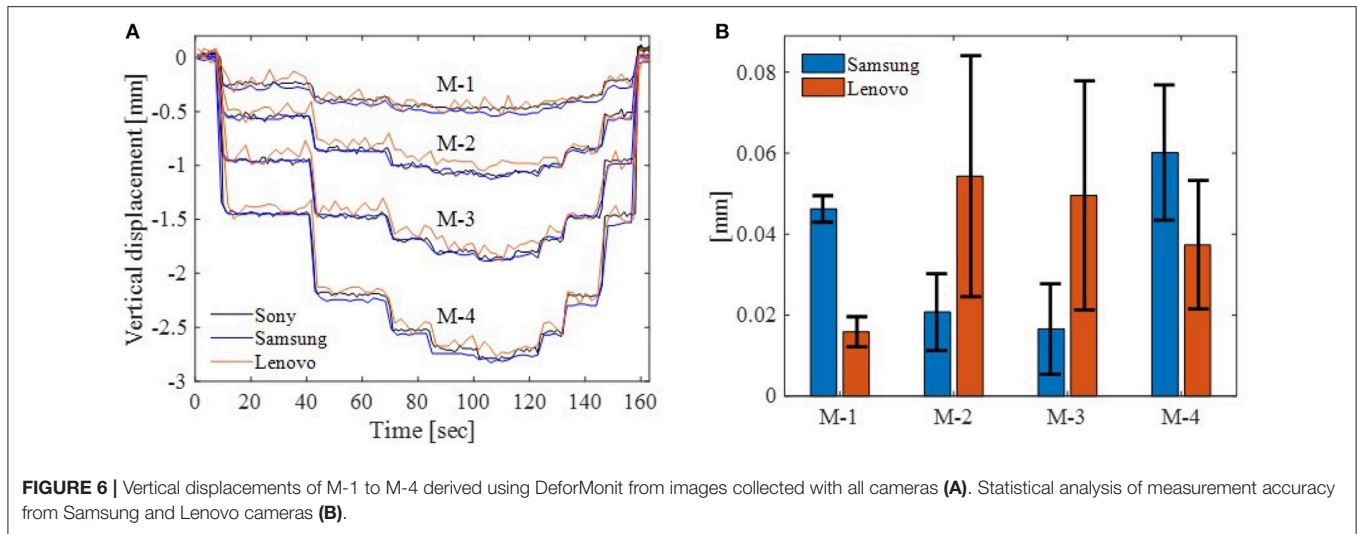 A
B
0
-0.5
-1
-1.5
-2
-2.5
-3
Vertical displacement [mm]
M-1
M-2
M-3
M-4
Sony
Samsung
Lenovo
0 20 40 60 80 100 120 140 160
Time [sec]
0.08
0.06
0.04
0.02
0
[mm]
Samsung
Lenovo
M-1 M-2 M-3 M-4
FIGURE 6 | Vertical displacements of M-1 to M-4 derived using DeforMonit from images collected with all cameras (A). Statistical analysis of measurement accuracy
from Samsung and Lenovo cameras (B).